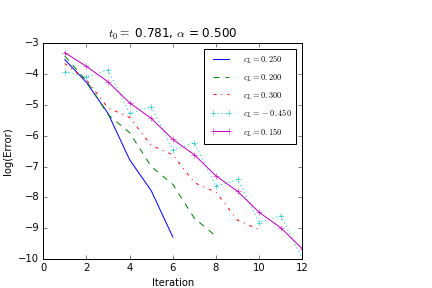 t₀ = 0.781, α = 0.500
−3
−4
−5
−6
−7
−8
−9
−10
log(Error)
c_L = 0.250
c_L = 0.200
c_L = 0.300
c_L = −0.450
c_L = 0.150
0 2 4 6 8 10 12
Iteration